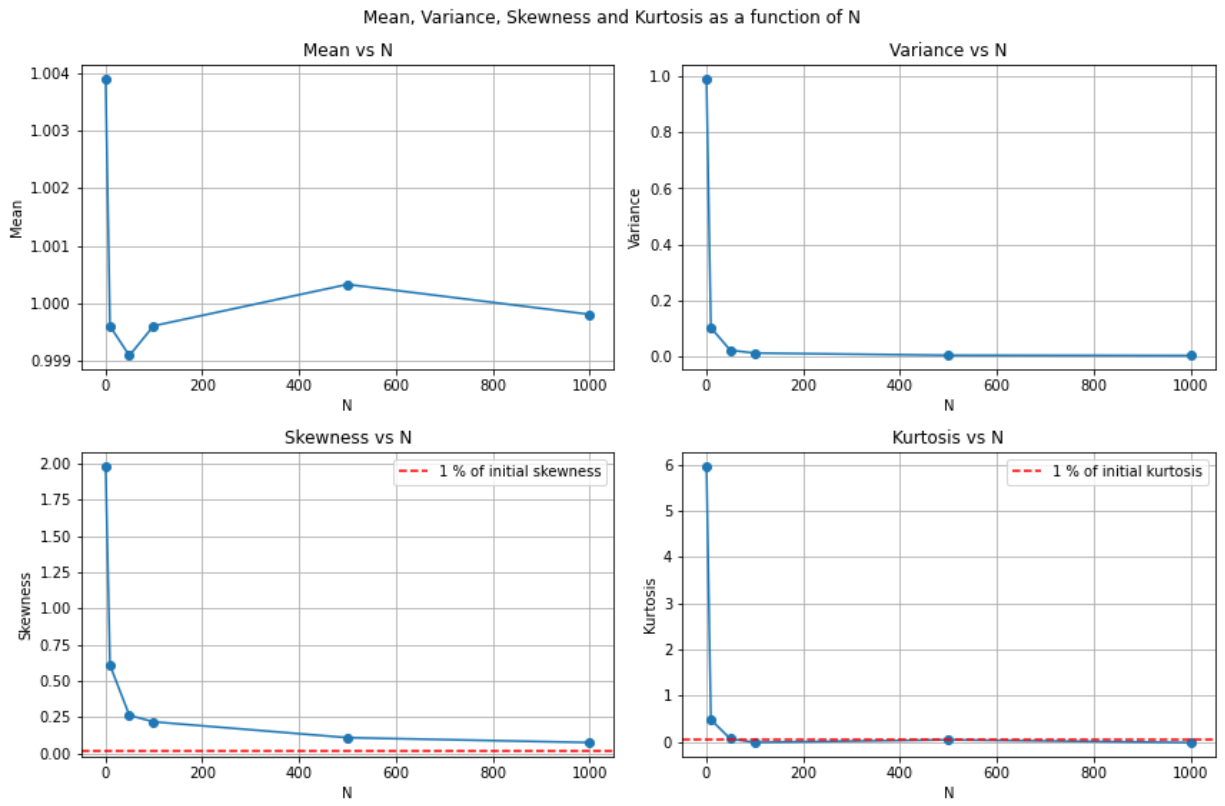 Mean, Variance, Skewness and Kurtosis as a function of N
Mean vs N
1.004
1.003
1.002
1.001
1.000
0.999
Mean
0 200 400 600 800 1000
N
Variance vs N
1.0
0.8
0.6
0.4
0.2
0.0
Variance
0 200 400 600 800 1000
N
Skewness vs N
2.00
1.75
1.50
1.25
1.00
0.75
0.50
0.25
0.00
Skewness
1 % of initial skewness
0 200 400 600 800 1000
N
Kurtosis vs N
6
5
4
3
2
1
0
Kurtosis
1 % of initial kurtosis
0 200 400 600 800 1000
N